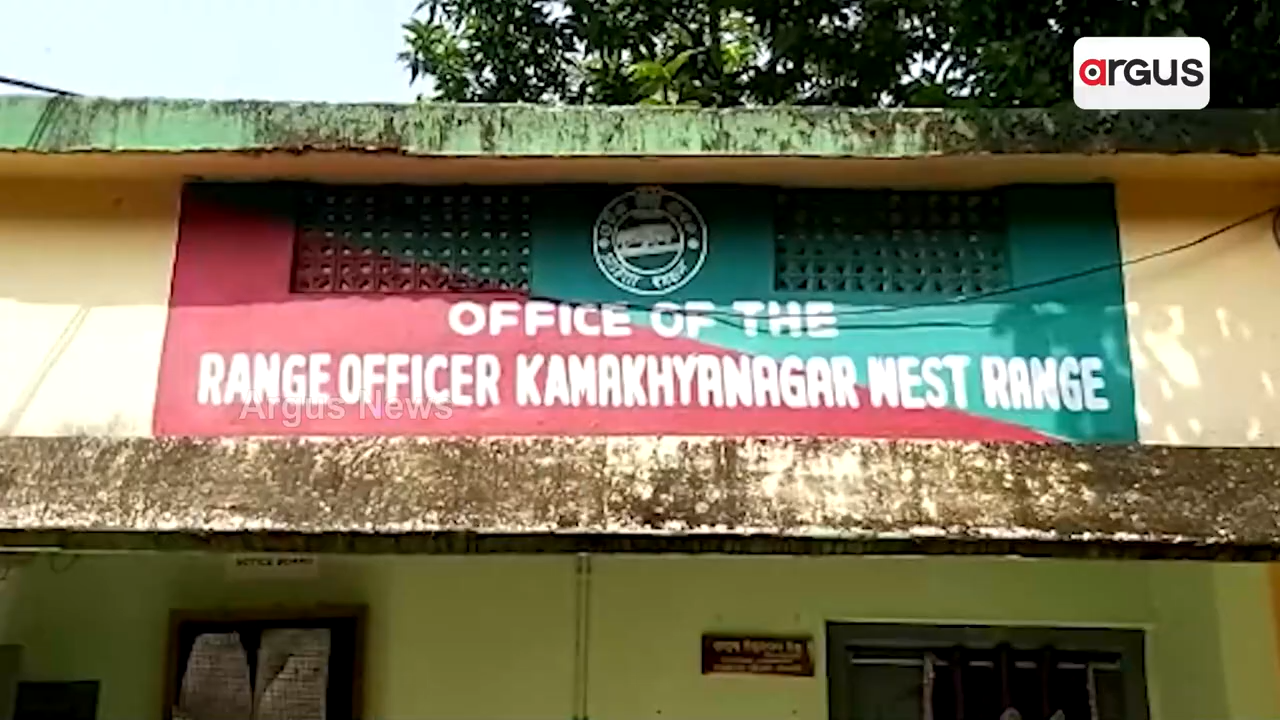 argus
OFFICE OF THE
RANGE OFFICER KAMAKHYANAGAR WEST RANGE
Argus News
NOTICE BOARD